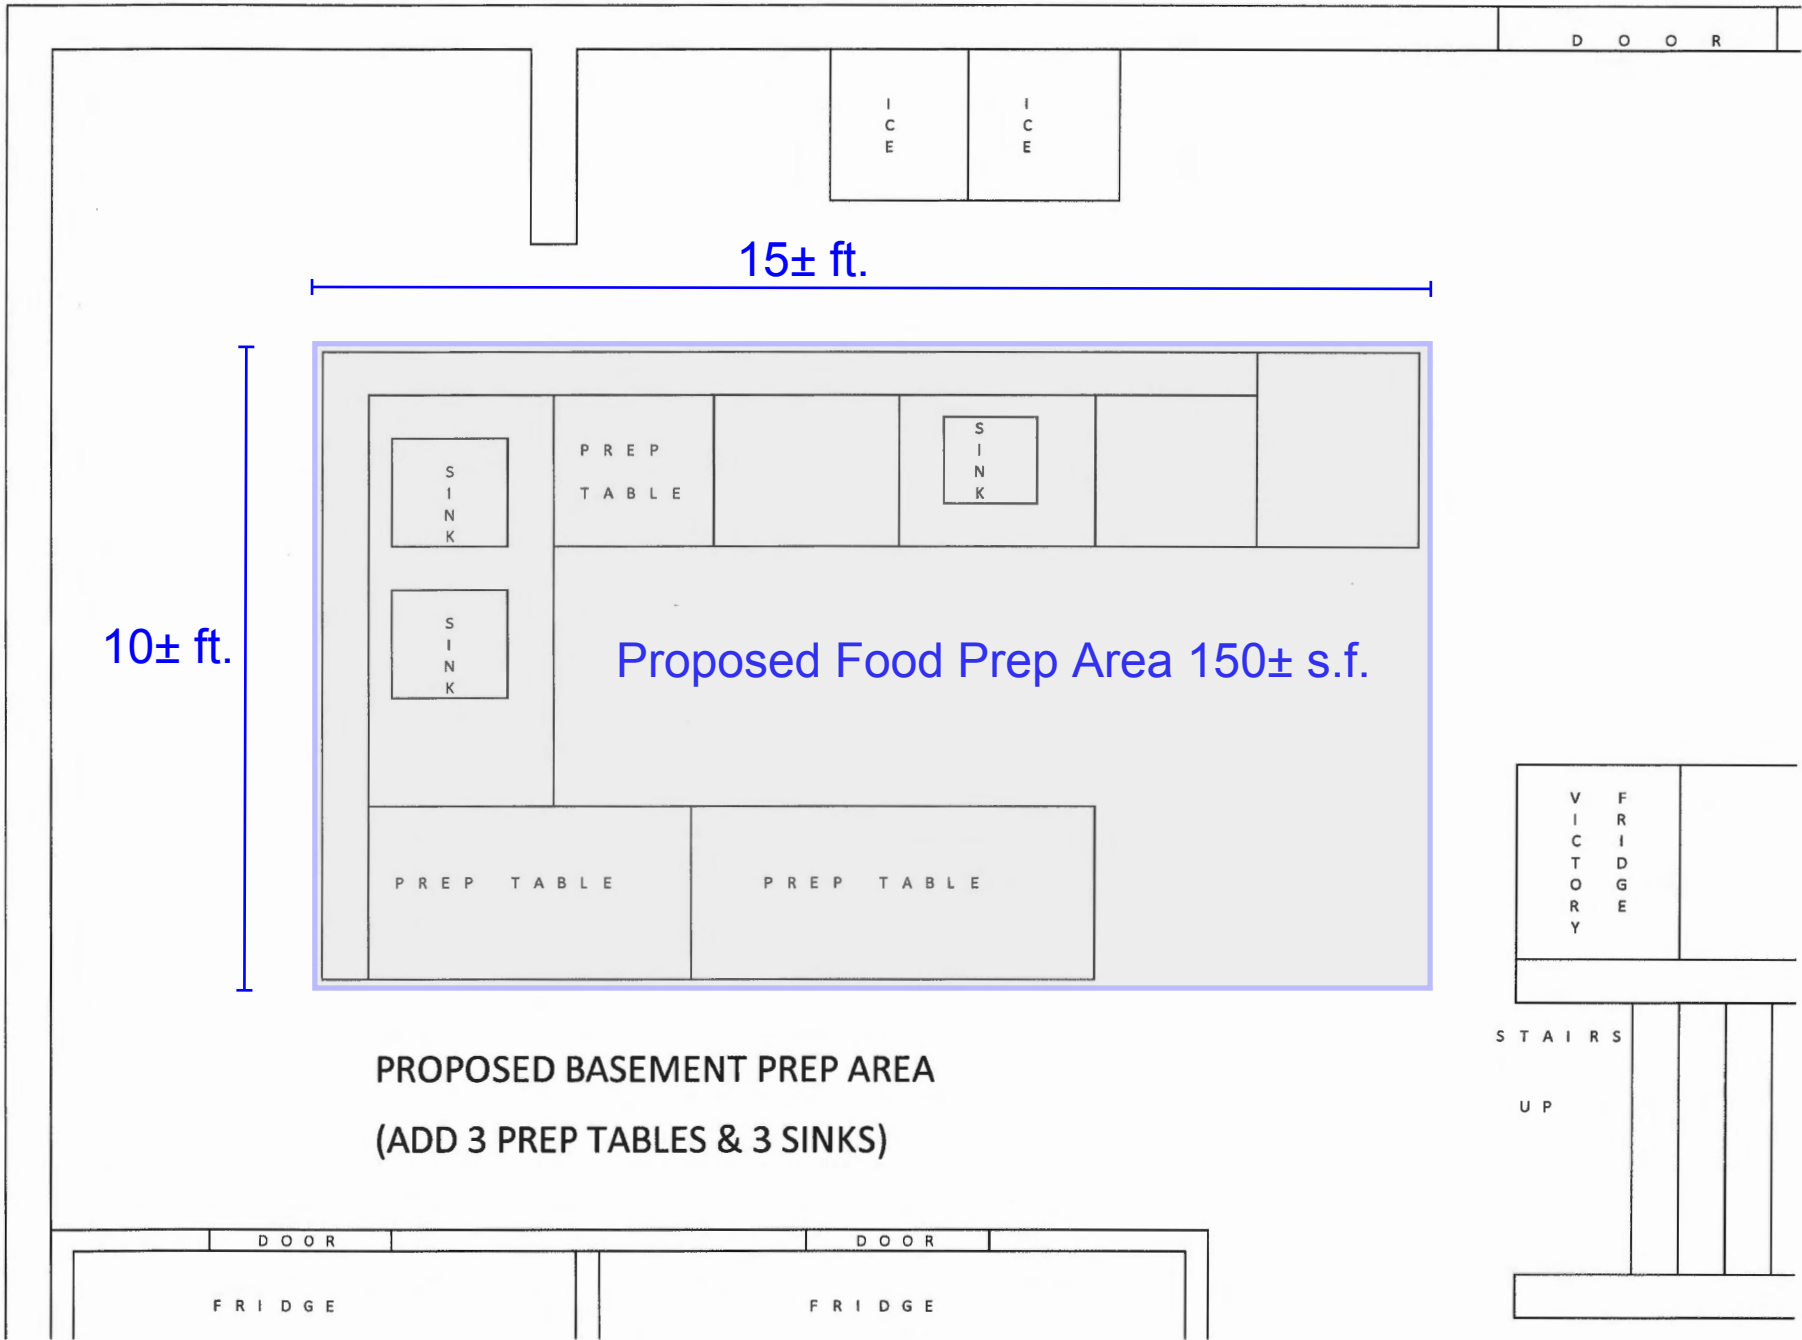 D O O R
ICE
ICE
15± ft.
10± ft.
SINK
PREP
TABLE
SINK
SINK
Proposed Food Prep Area 150± s.f.
PREP TABLE
PREP TABLE
VICTORY
FRIDGE
STAIRS
UP
PROPOSED BASEMENT PREP AREA
(ADD 3 PREP TABLES & 3 SINKS)
DOOR
DOOR
FRIDGE
FRIDGE